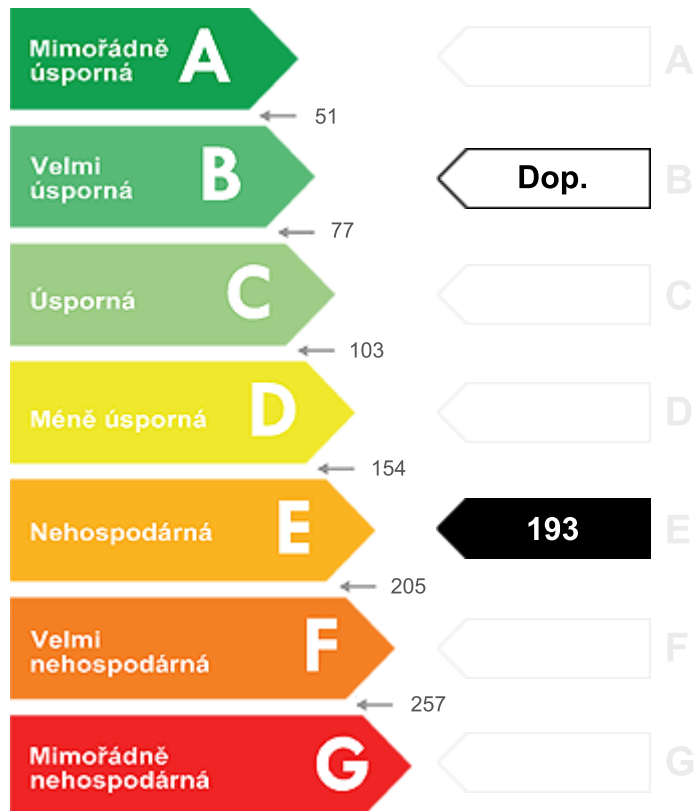 Mimořádně
úsporná A A
51
Velmi
úsporná B Dop. B
77
Úsporná C C
103
Méně úsporná D D
154
Nehospodárná E 193 E
205
Velmi
nehospodárná F F
257
Mimořádně
nehospodárná G G